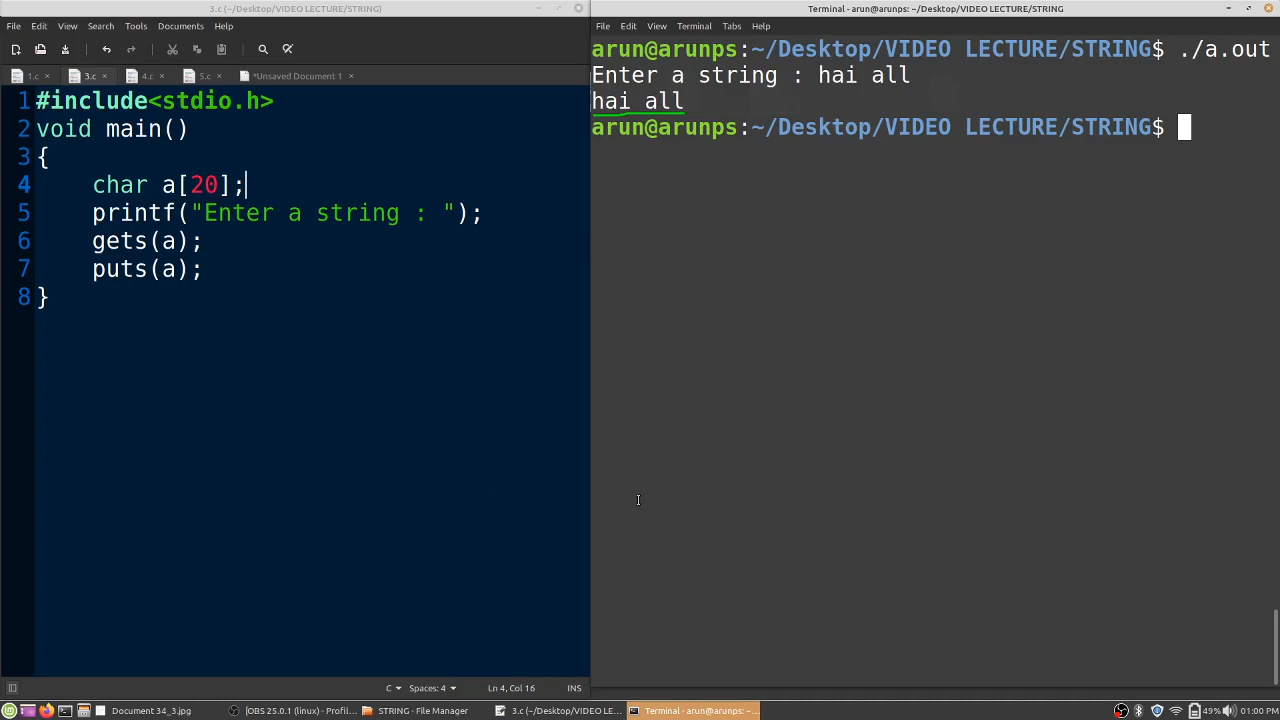 3.c (~/Desktop/VIDEO LECTURE/STRING)
File Edit View Search Tools Documents Help
1.c × 3.c × 4.c × 5.c × *Unsaved Document 1 ×
1 #include<stdio.h>
2 void main()
3 {
4 char a[20];
5 printf("Enter a string : ");
6 gets(a);
7 puts(a);
8 }
C Spaces: 4 Ln 4, Col 16 INS
Terminal - arun@arunps: ~/Desktop/VIDEO LECTURE/STRING
File Edit View Terminal Tabs Help
arun@arunps:~/Desktop/VIDEO LECTURE/STRING$ ./a.out
Enter a string : hai all
hai all
arun@arunps:~/Desktop/VIDEO LECTURE/STRING$
Document 34_3.jpg [OBS 25.0.1 (linux) - Profil... STRING - File Manager 3.c (~/Desktop/VIDEO LE... Terminal - arun@arunps: ~... 49% 01:00 PM